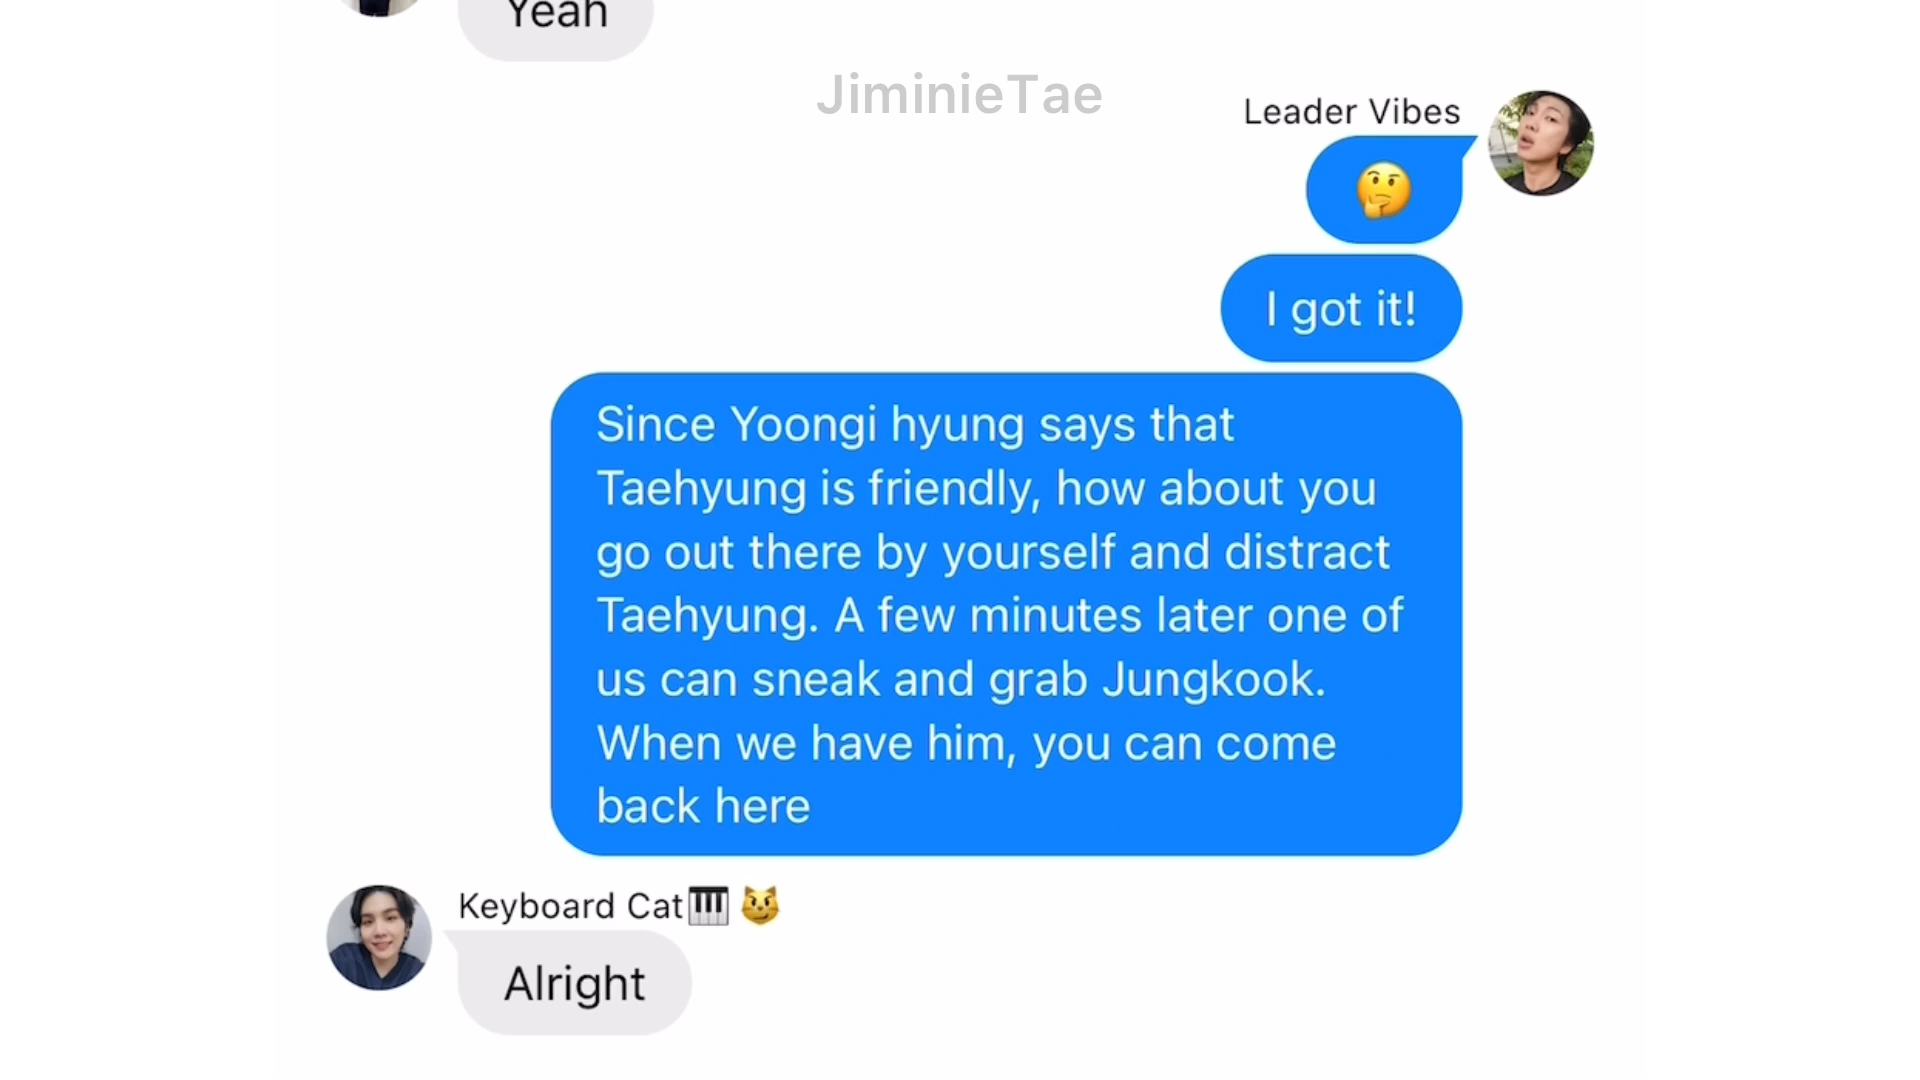 Yeah
JiminieTae
Leader Vibes
🤔
I got it!
Since Yoongi hyung says that
Taehyung is friendly, how about you
go out there by yourself and distract
Taehyung. A few minutes later one of
us can sneak and grab Jungkook.
When we have him, you can come
back here
Keyboard Cat🎹 😼
Alright